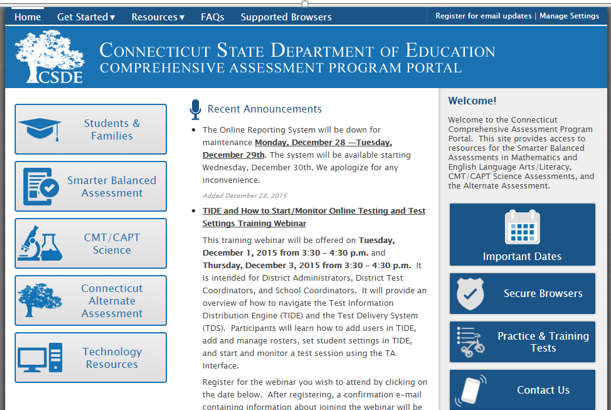 Home Get Started ▾ Resources ▾ FAQs Supported Browsers Register for email updates | Manage Settings
CSDE
CONNECTICUT STATE DEPARTMENT OF EDUCATION
COMPREHENSIVE ASSESSMENT PROGRAM PORTAL
Students &
Families
Smarter Balanced
Assessment
CMT/CAPT
Science
Connecticut
Alternate
Assessment
Technology
Resources
Recent Announcements
• The Online Reporting System will be down for
maintenance Monday, December 28 —Tuesday,
December 29th. The system will be available starting
Wednesday, December 30th. We apologize for any
inconvenience.
Added December 28, 2015
• TIDE and How to Start/Monitor Online Testing and Test
Settings Training Webinar
This training webinar will be offered on Tuesday,
December 1, 2015 from 3:30 – 4:30 p.m. and
Thursday, December 3, 2015 from 3:30 – 4:30 p.m. It
is intended for District Administrators, District Test
Coordinators, and School Coordinators. It will provide an
overview of how to navigate the Test Information
Distribution Engine (TIDE) and the Test Delivery System
(TDS). Participants will learn how to add users in TIDE,
add and manage rosters, set student settings in TIDE,
and start and monitor a test session using the TA
Interface.
Register for the webinar you wish to attend by clicking on
the date below. After registering, a confirmation e-mail
containing information about joining the webinar will be
Welcome!
Welcome to the Connecticut
Comprehensive Assessment Program
Portal. This site provides access to
resources for the Smarter Balanced
Assessments in Mathematics and
English Language Arts/Literacy,
CMT/CAPT Science Assessments, and
the Alternate Assessment.
Important Dates
Secure Browsers
Practice & Training
Tests
Contact Us